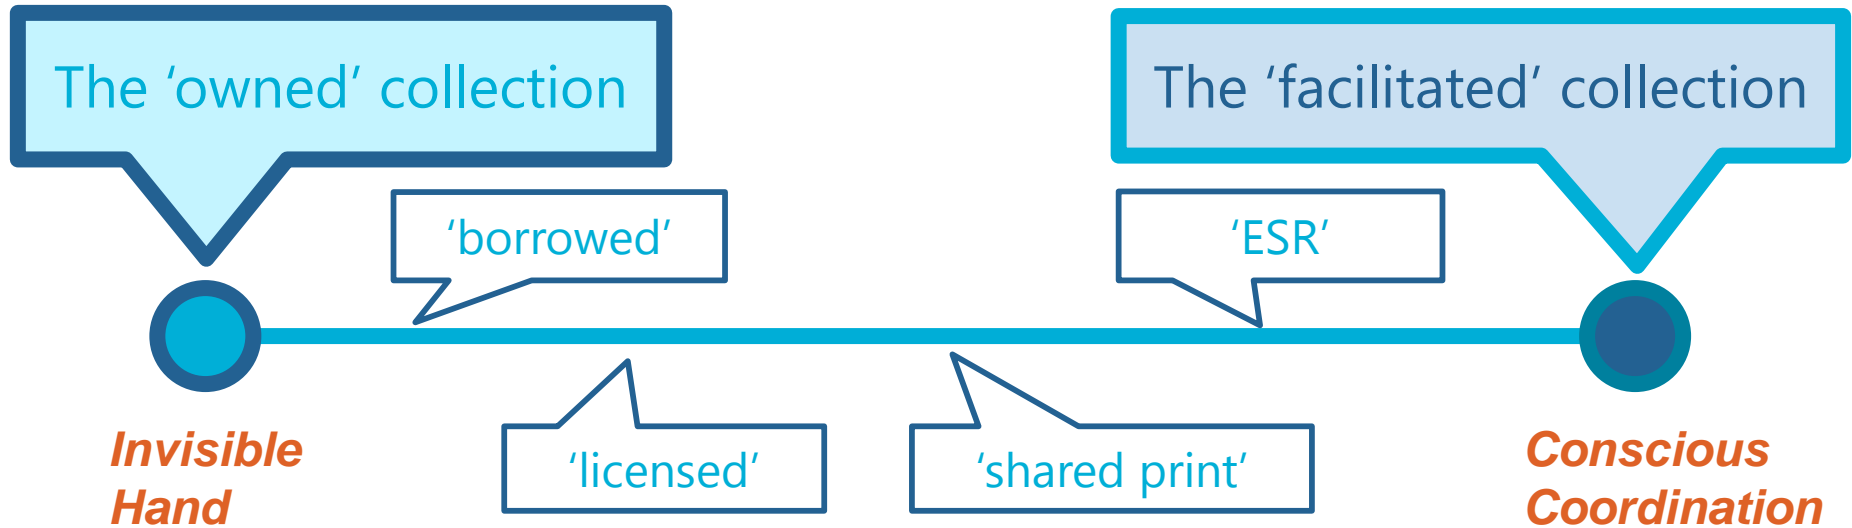 The ‘owned’ collection
The ‘facilitated’ collection
‘borrowed’
‘ESR’
‘licensed’
‘shared print’
Invisible
Hand
Conscious
Coordination